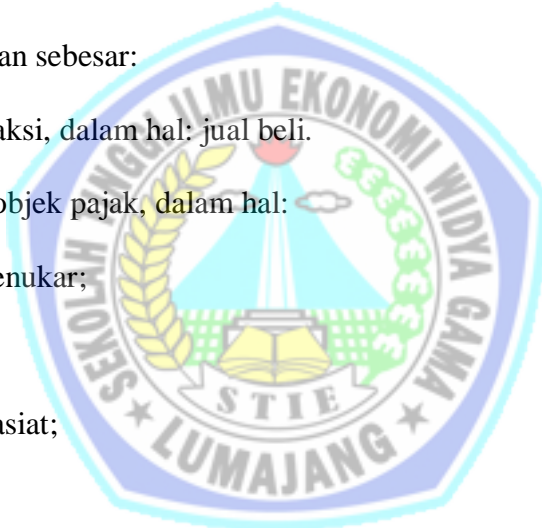 an sebesar:
aksi, dalam hal: jual beli.
objek pajak, dalam hal:
enukar;
asiat;
SEKOLAH TINGGI ILMU EKONOMI WIDYA GAMA
STIE
LUMAJANG